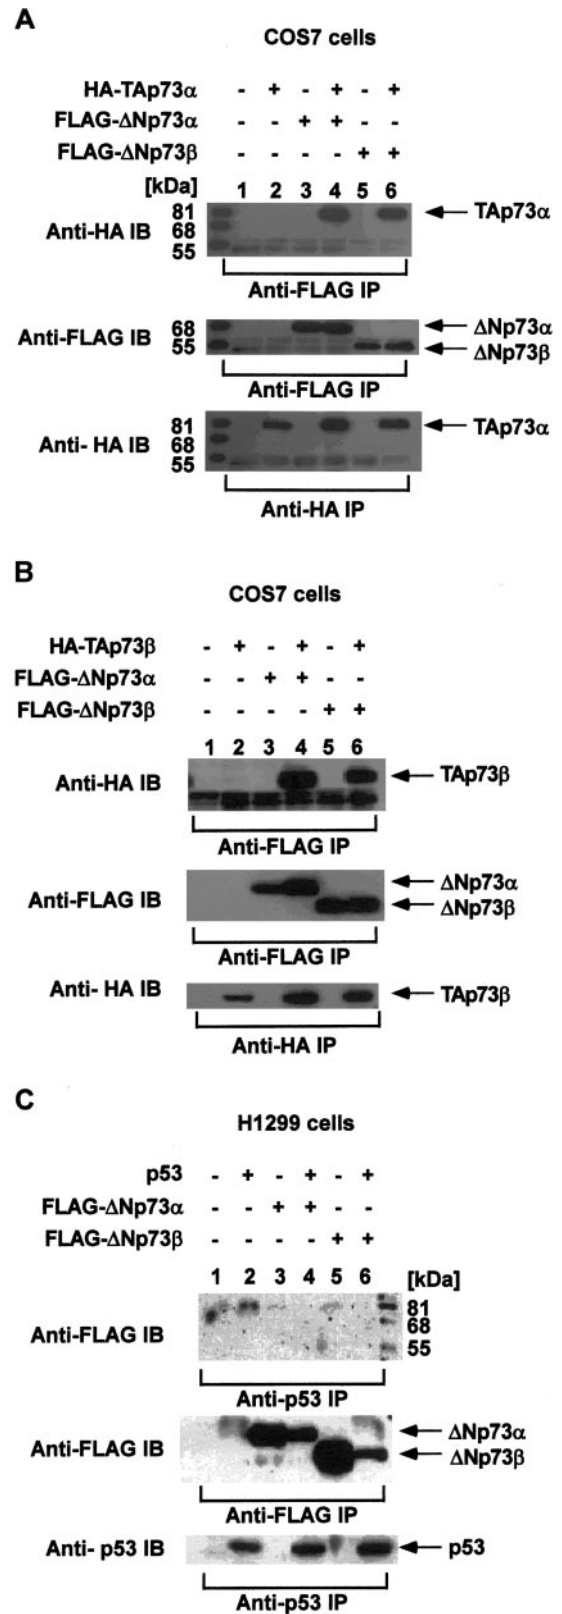 A
COS7 cells
HA-TAp73α - + - + - +
FLAG-ΔNp73α - - + + - -
FLAG-ΔNp73β - - - - + +
[kDa] 1 2 3 4 5 6
Anti-HA IB 81 68 55 TAp73α
Anti-FLAG IP
Anti-FLAG IB 68 55 ΔNp73α ΔNp73β
Anti-FLAG IP
Anti- HA IB 81 68 55 TAp73α
Anti-HA IP
B
COS7 cells
HA-TAp73β - + - + - +
FLAG-ΔNp73α - - + + - -
FLAG-ΔNp73β - - - - + +
1 2 3 4 5 6
Anti-HA IB TAp73β
Anti-FLAG IP
Anti-FLAG IB ΔNp73α ΔNp73β
Anti-FLAG IP
Anti- HA IB TAp73β
Anti-HA IP
C
H1299 cells
p53 - + - + - +
FLAG-ΔNp73α - - + + - -
FLAG-ΔNp73β - - - - + +
1 2 3 4 5 6 [kDa]
Anti-FLAG IB 81 68 55
Anti-p53 IP
Anti-FLAG IB ΔNp73α ΔNp73β
Anti-FLAG IP
Anti- p53 IB p53
Anti-p53 IP